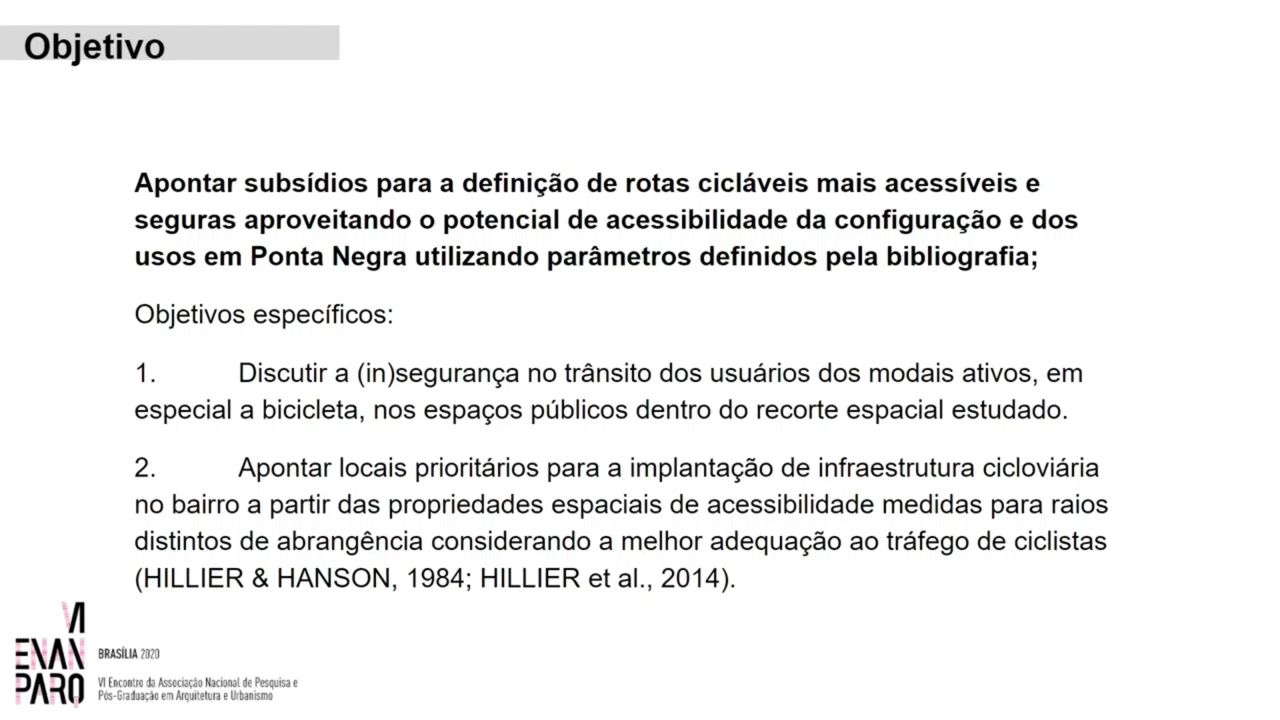 Objetivo
Apontar subsídios para a definição de rotas cicláveis mais acessíveis e
seguras aproveitando o potencial de acessibilidade da configuração e dos
usos em Ponta Negra utilizando parâmetros definidos pela bibliografia;
Objetivos específicos:
1. Discutir a (in)segurança no trânsito dos usuários dos modais ativos, em
especial a bicicleta, nos espaços públicos dentro do recorte espacial estudado.
2. Apontar locais prioritários para a implantação de infraestrutura cicloviária
no bairro a partir das propriedades espaciais de acessibilidade medidas para raios
distintos de abrangência considerando a melhor adequação ao tráfego de ciclistas
(HILLIER & HANSON, 1984; HILLIER et al., 2014).
VI
ENAN
PARQ
BRASÍLIA 2020
VI Encontro da Associação Nacional de Pesquisa e
Pós-Graduação em Arquitetura e Urbanismo